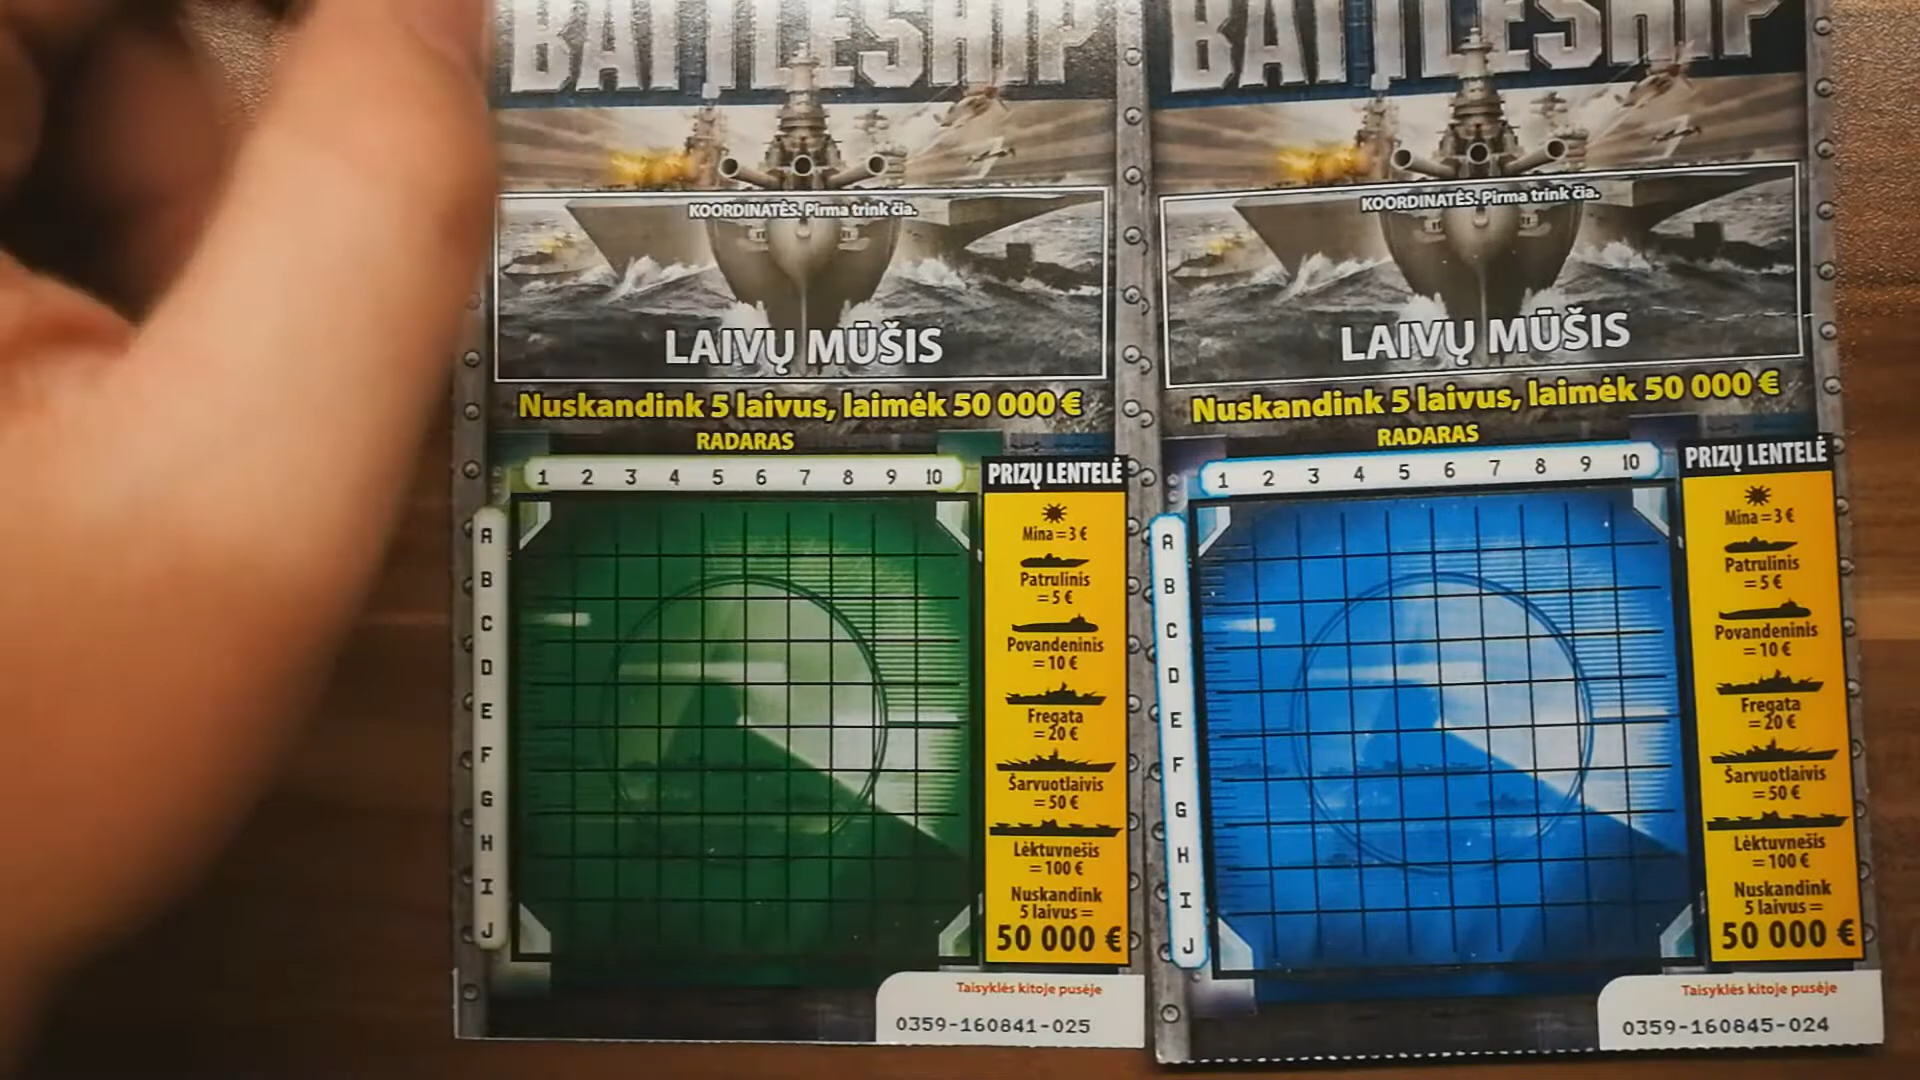 BATTLESHIP
KOORDINATĖS. Pirma trink čia.
LAIVŲ MŪŠIS
Nuskandink 5 laivus, laimėk 50 000 €
RADARAS
1 2 3 4 5 6 7 8 9 10
A
B
C
D
E
F
G
H
I
J
PRIZŲ LENTELĖ
Mina = 3 €
Patrulinis
= 5 €
Povandeninis
= 10 €
Fregata
= 20 €
Šarvuotlaivis
= 50 €
Lėktuvnešis
= 100 €
Nuskandink
5 laivus =
50 000 €
Taisyklės kitoje pusėje
0359-160841-025
BATTLESHIP
KOORDINATĖS. Pirma trink čia.
LAIVŲ MŪŠIS
Nuskandink 5 laivus, laimėk 50 000 €
RADARAS
1 2 3 4 5 6 7 8 9 10
A
B
C
D
E
F
G
H
I
J
PRIZŲ LENTELĖ
Mina = 3 €
Patrulinis
= 5 €
Povandeninis
= 10 €
Fregata
= 20 €
Šarvuotlaivis
= 50 €
Lėktuvnešis
= 100 €
Nuskandink
5 laivus =
50 000 €
Taisyklės kitoje pusėje
0359-160845-024